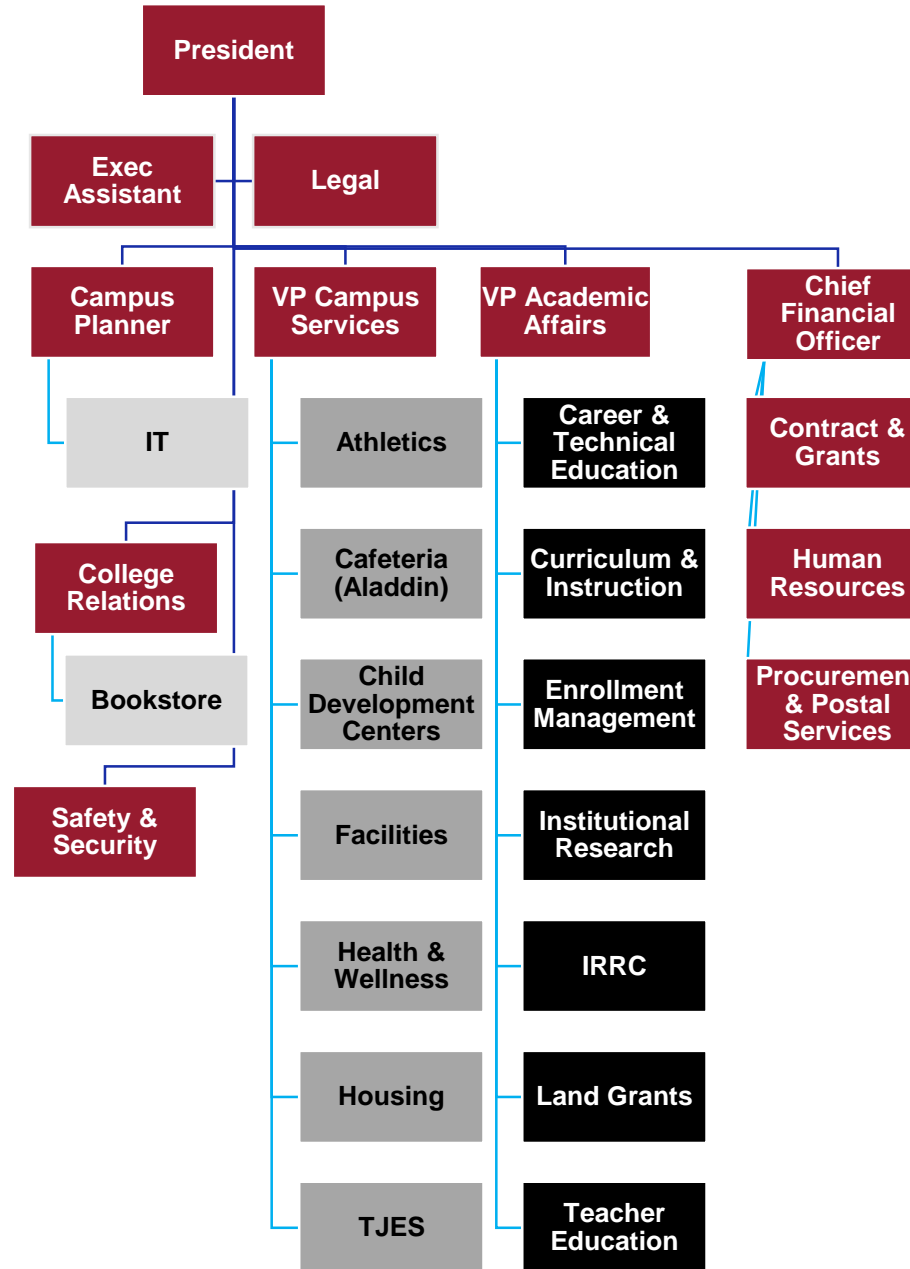 President
Exec
Assistant
Legal
Campus
Planner
VP Campus
Services
VP Academic
Affairs
Chief
Financial
Officer
IT
Athletics
Career &
Technical
Education
Contract &
Grants
College
Relations
Cafeteria
(Aladdin)
Curriculum &
Instruction
Human
Resources
Bookstore
Child
Development
Centers
Enrollment
Management
Procuremen
& Postal
Services
Safety &
Security
Facilities
Institutional
Research
Health &
Wellness
IRRC
Housing
Land Grants
TJES
Teacher
Education